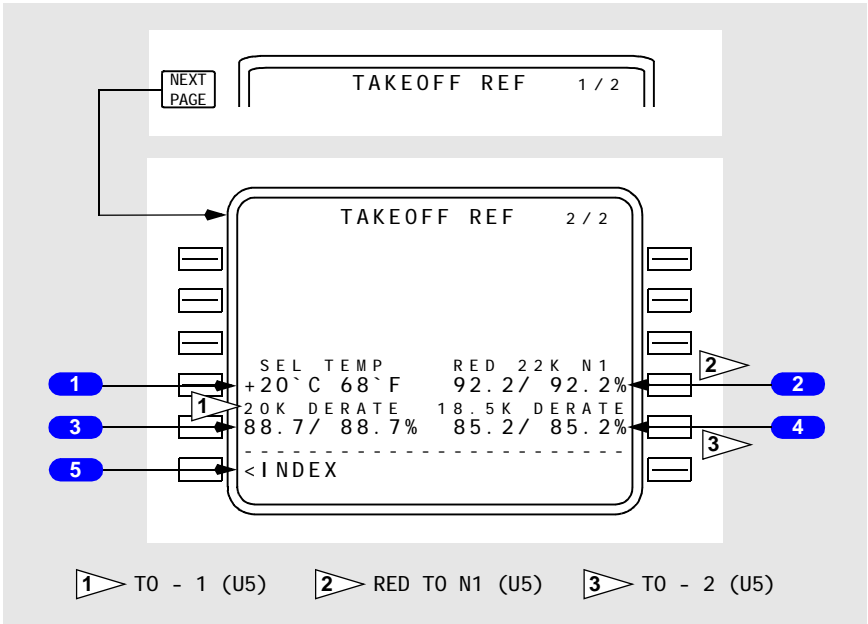 NEXT PAGE
TAKEOFF REF 1/2
TAKEOFF REF 2/2
SEL TEMP RED 22K N1 2
1 +20`C 68`F 92.2/ 92.2% 2
1 20K DERATE 18.5K DERATE
3 88.7/ 88.7% 85.2/ 85.2% 4
------------------------ 3
5 <INDEX
1 TO - 1 (U5) 2 RED TO N1 (U5) 3 TO - 2 (U5)